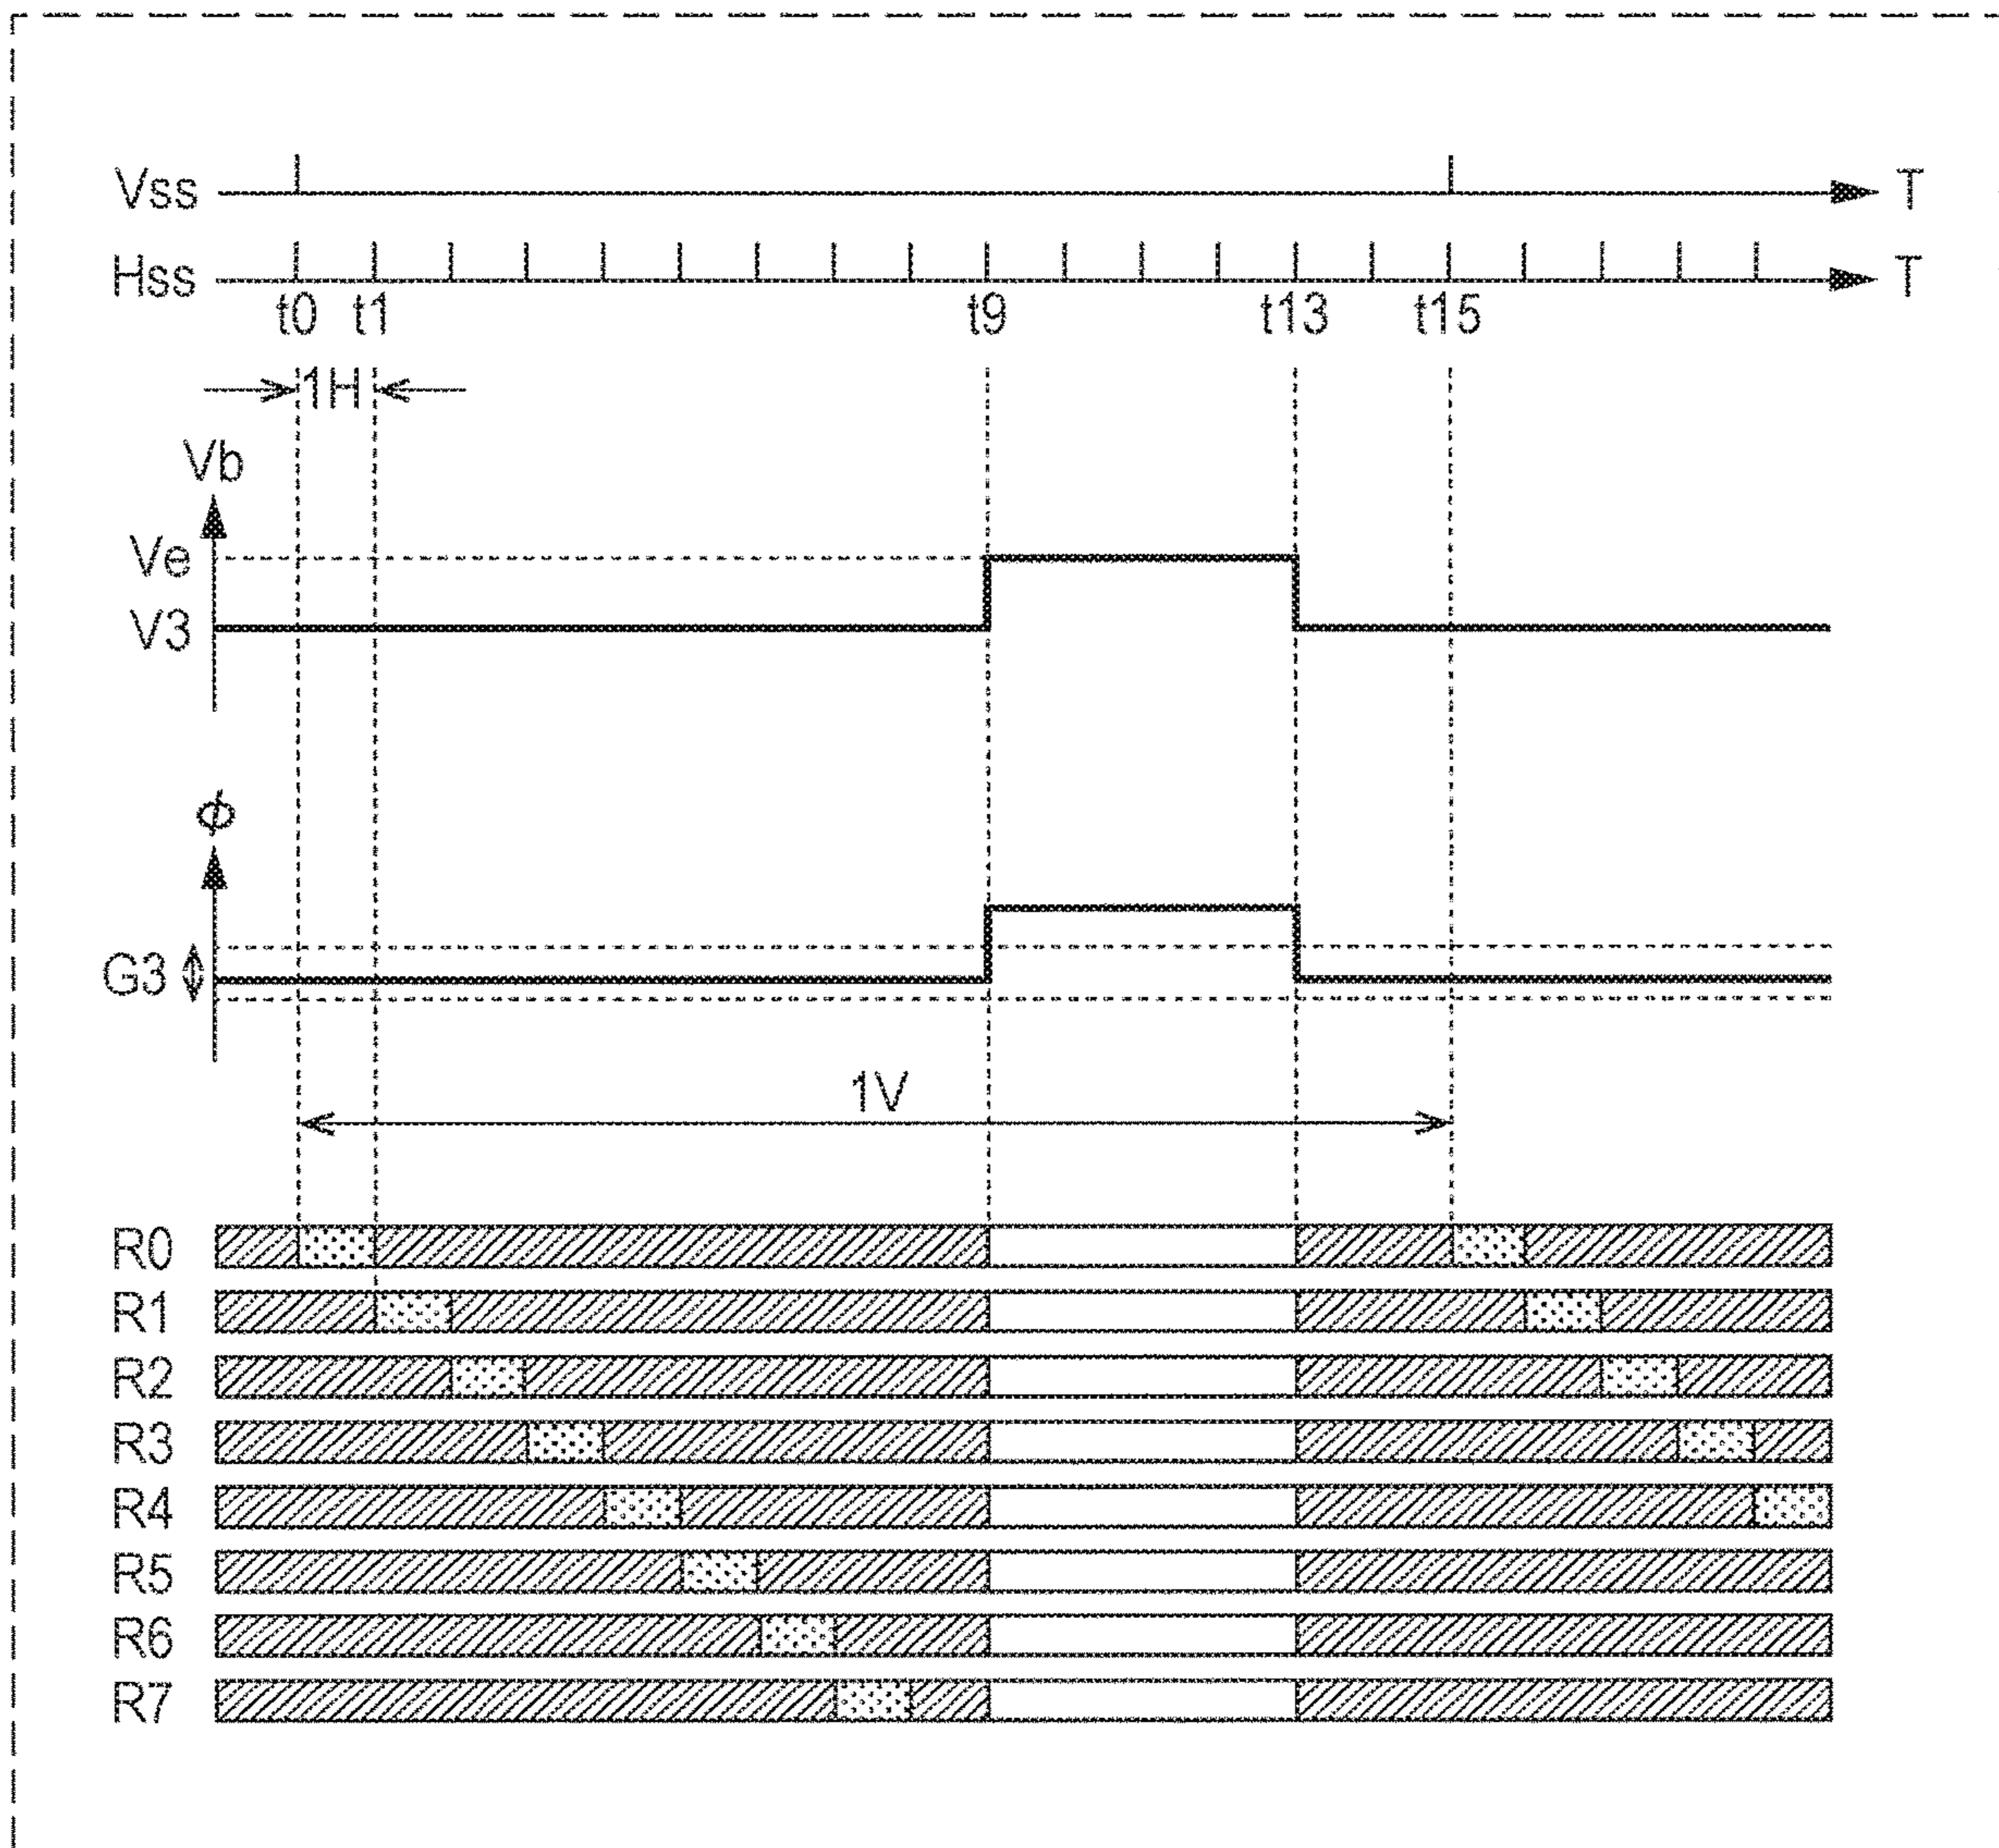 Vss T
Hss T
t0 t1 t9 t13 t15
1H
Vb
Ve
V3
ϕ
G3
1V
R0
R1
R2
R3
R4
R5
R6
R7